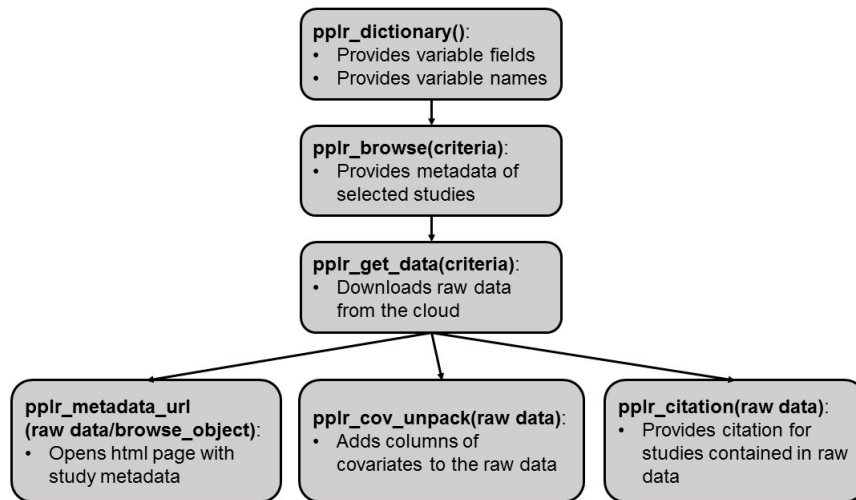 pplr_dictionary():
• Provides variable fields
• Provides variable names
pplr_browse(criteria):
• Provides metadata of
selected studies
pplr_get_data(criteria):
• Downloads raw data
from the cloud
pplr_metadata_url
(raw data/browse_object):
• Opens html page with
study metadata
pplr_cov_unpack(raw data):
• Adds columns of
covariates to the raw data
pplr_citation(raw data):
• Provides citation for
studies contained in raw
data